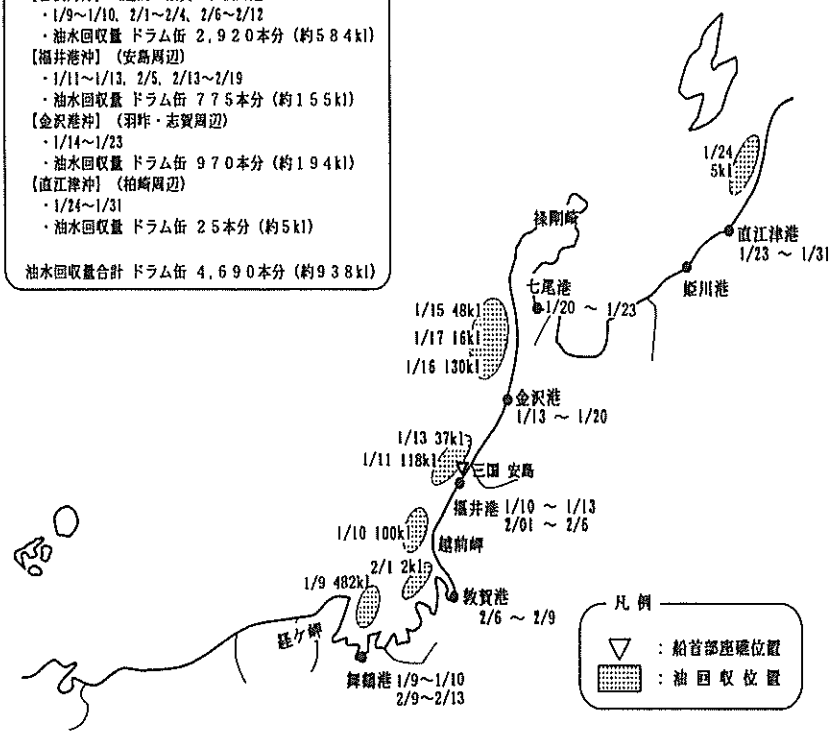 ・1/9～1/10, 2/1～2/4, 2/6～2/12
・油水回収量 ドラム缶 2,920本分 (約584kl)
【福井港沖】 (安島周辺)
・1/11～1/13, 2/5, 2/13～2/19
・油水回収量 ドラム缶 775本分 (約155kl)
【金沢港沖】 (羽咋・志賀周辺)
・1/14～1/23
・油水回収量 ドラム缶 970本分 (約194kl)
【直江津沖】 (柏崎周辺)
・1/24～1/31
・油水回収量 ドラム缶 25本分 (約5kl)
油水回収量合計 ドラム缶 4,690本分 (約938kl)
1/24
5kl
直江津港
1/23 ～ 1/31
姫川港
禄剛崎
七尾港
1/20 ～ 1/23
1/15 48kl
1/17 16kl
1/16 130kl
金沢港
1/13 ～ 1/20
1/13 37kl
1/11 118kl
三国 安島
福井港 1/10 ～ 1/13
2/01 ～ 2/6
1/10 100kl
越前岬
2/1 2kl
1/9 482kl
敦賀港
2/6 ～ 2/9
経ケ岬
舞鶴港 1/9～1/10
2/9～2/13
凡例
：船首部座礁位置
：油回収位置